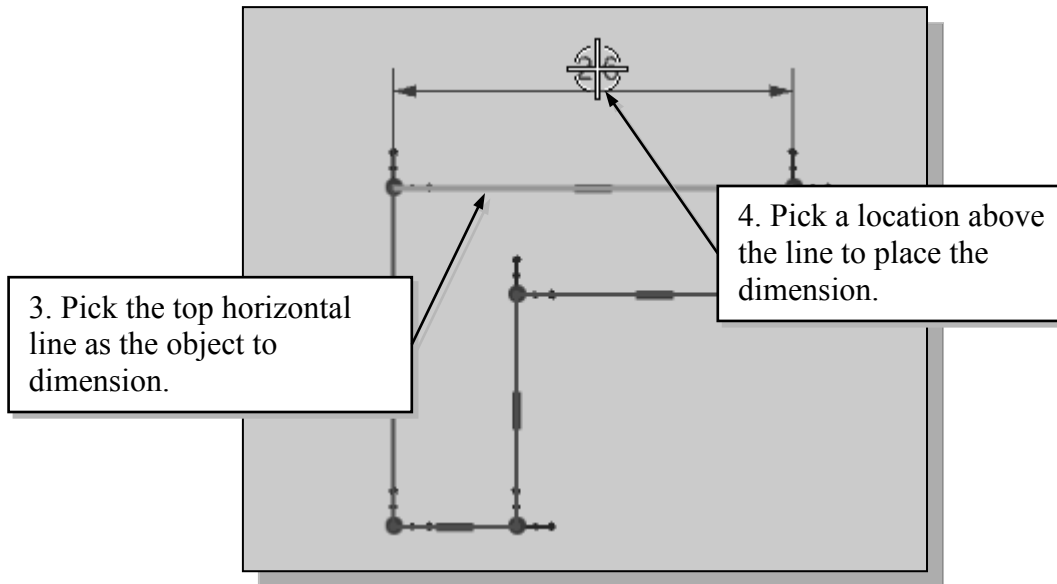 26
4. Pick a location above
the line to place the
dimension.
3. Pick the top horizontal
line as the object to
dimension.